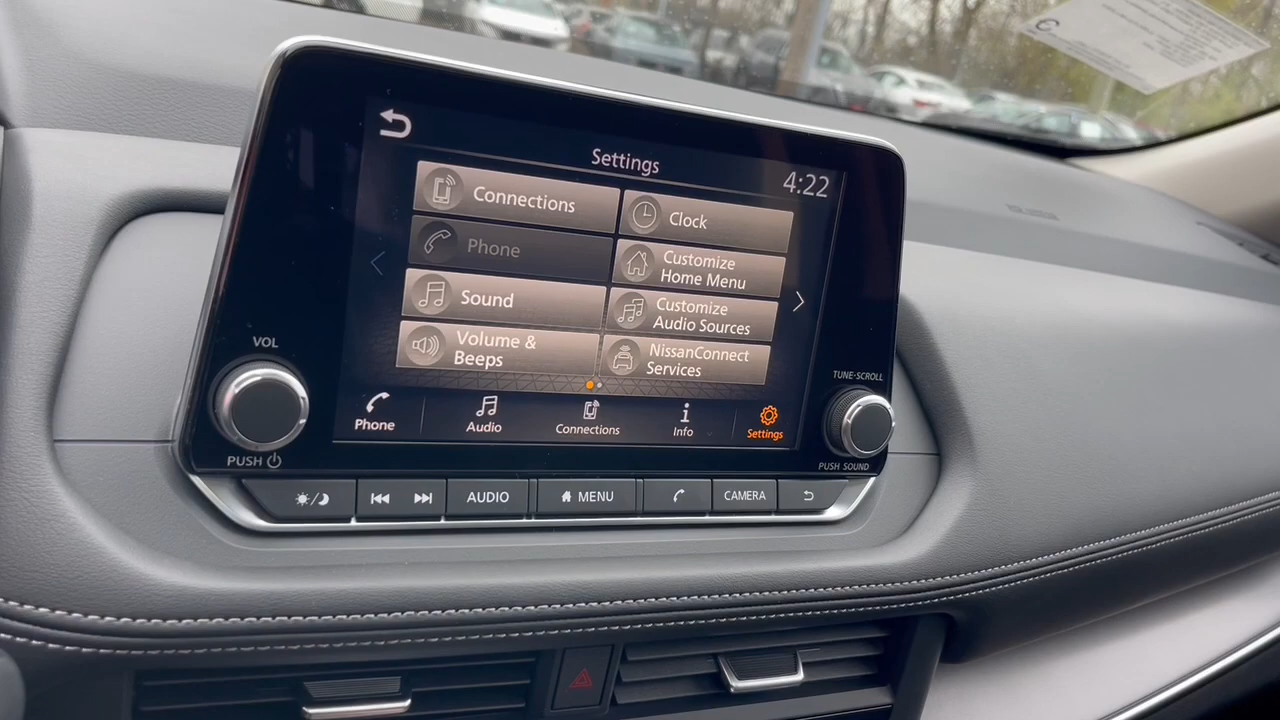 Settings
4:22
Connections
Clock
Phone
Customize
Home Menu
Sound
Customize
Audio Sources
Volume &
Beeps
NissanConnect
Services
VOL
PUSH
TUNE·SCROLL
PUSH SOUND
Phone
Audio
Connections
Info
Settings
AUDIO
MENU
CAMERA